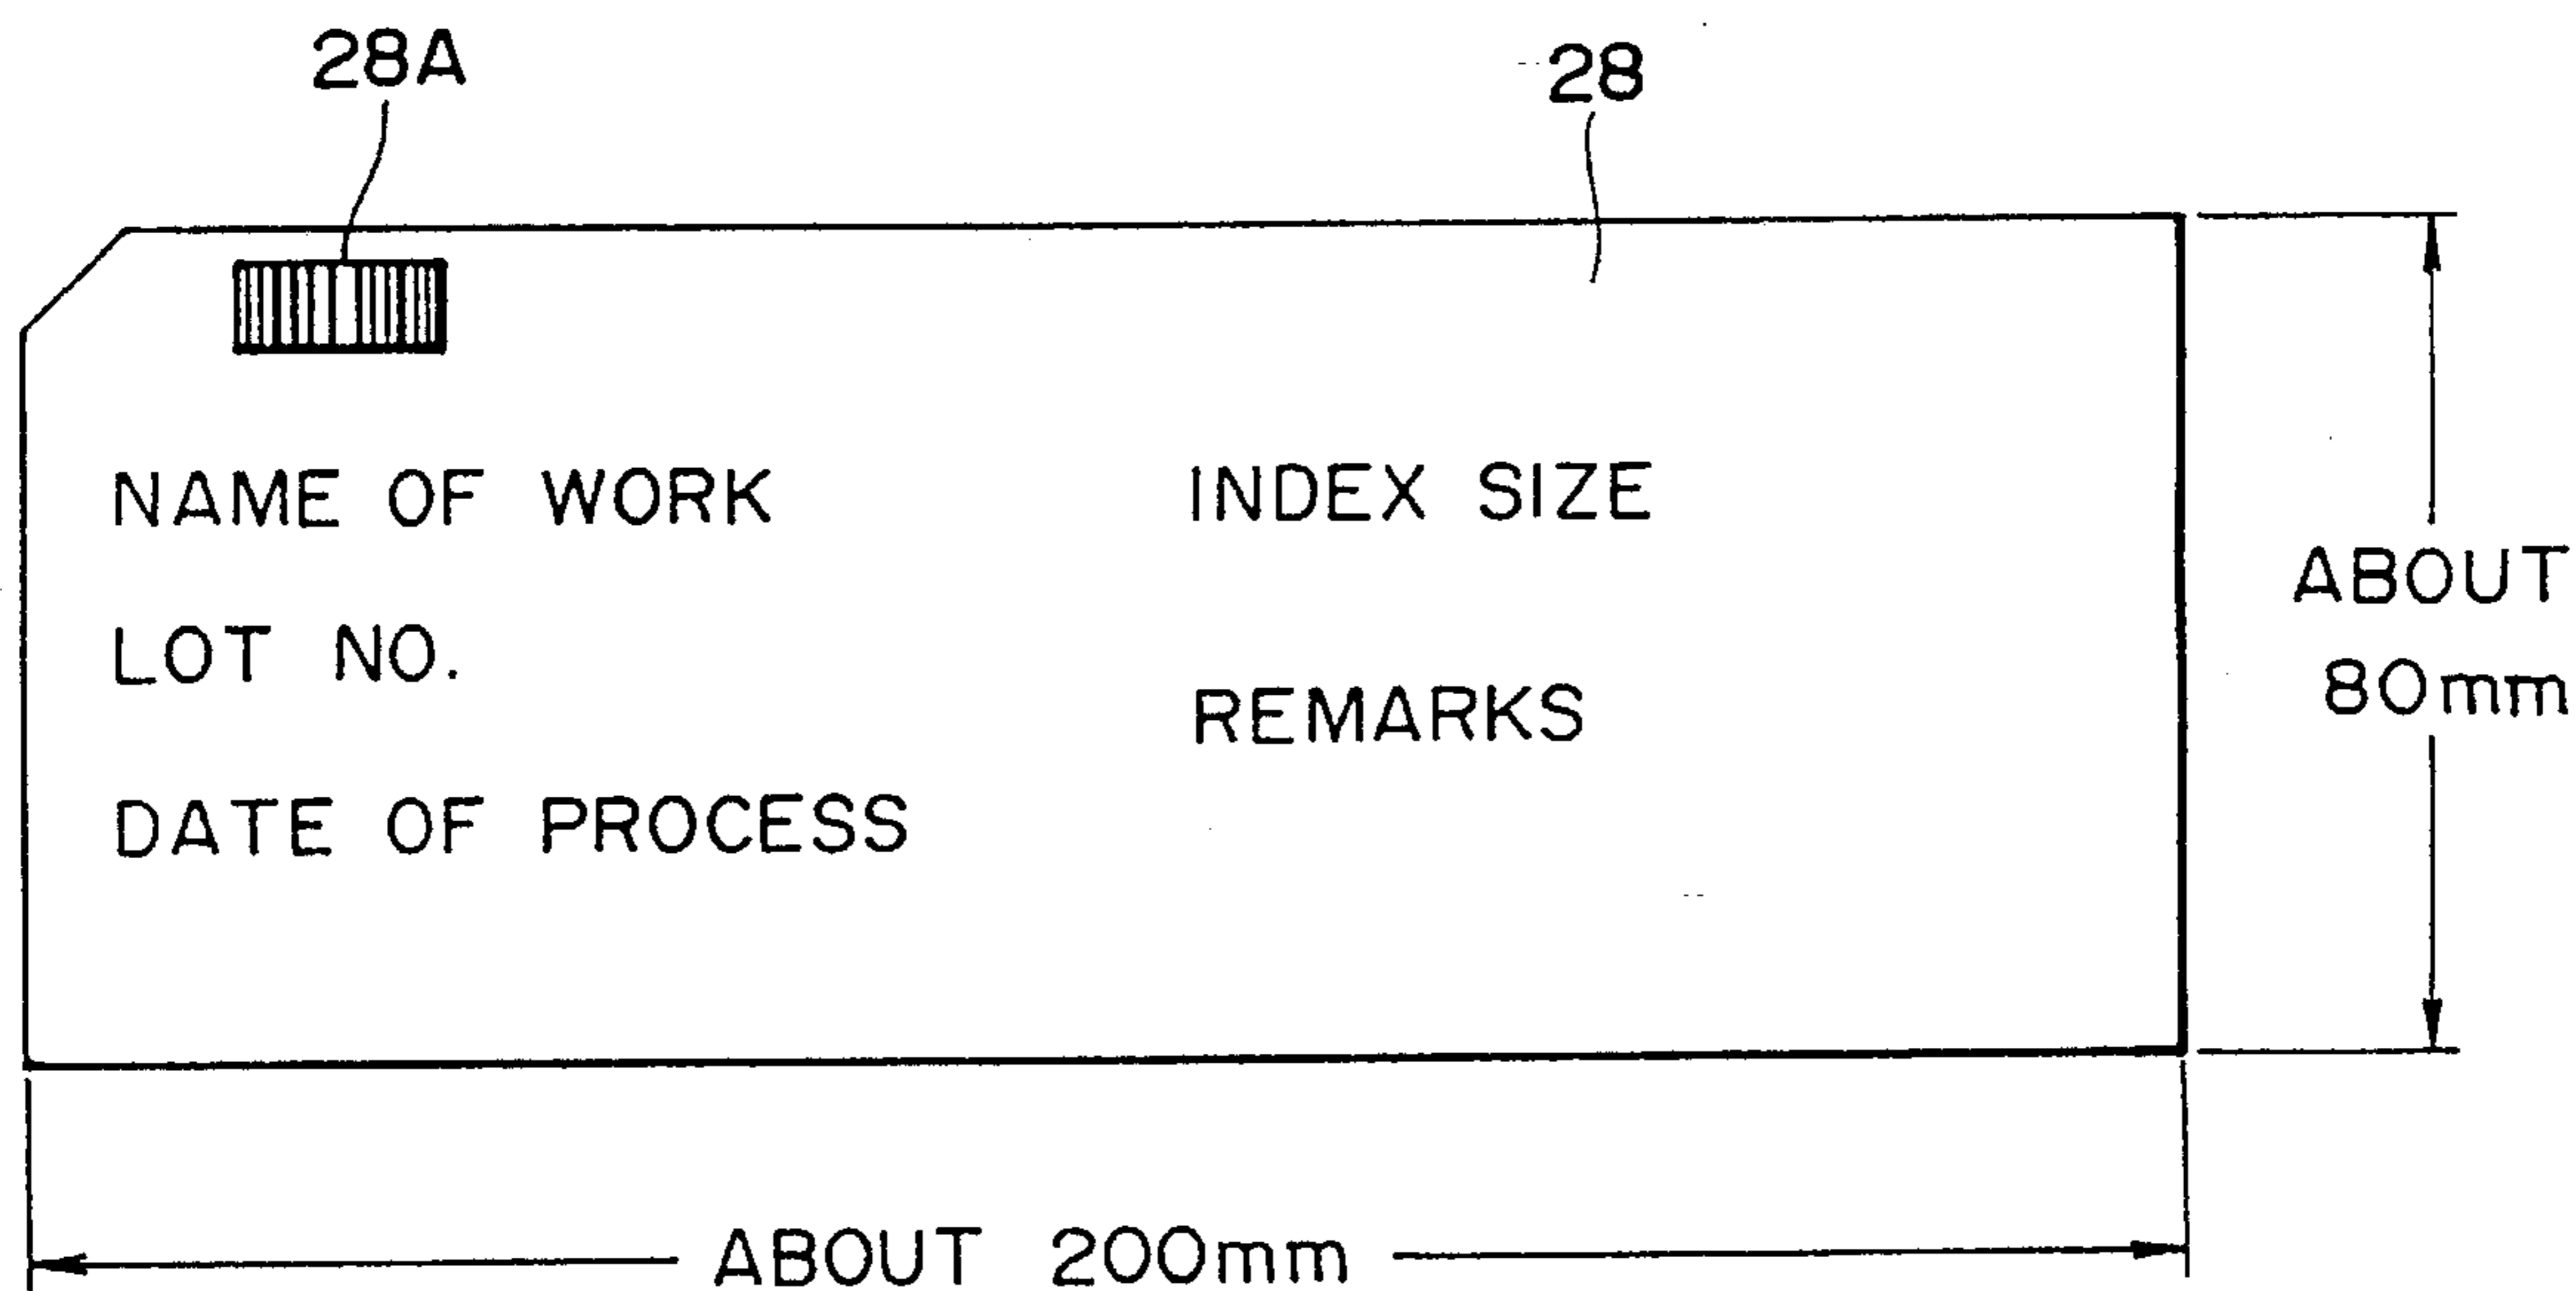 28A
28
NAME OF WORK
INDEX SIZE
LOT NO.
REMARKS
DATE OF PROCESS
ABOUT
80mm
ABOUT 200mm